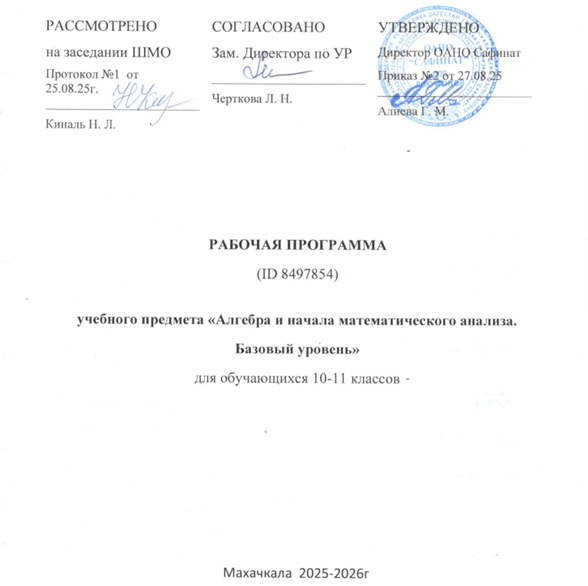 РАССМОТРЕНО
на заседании ШМО
Протокол №1 от
25.08.25г.
Киналь Н. Л.
СОГЛАСОВАНО
Зам. Директора по УР
Черткова Л. Н.
УТВЕРЖДЕНО
Директор ОАНО Сафинат
Приказ №2 от 27.08.25
Алиева Г. М.
ОАНО
"САФИНАТ"
РАБОЧАЯ ПРОГРАММА
(ID 8497854)
учебного предмета «Алгебра и начала математического анализа.
Базовый уровень»
для обучающихся 10-11 классов
Махачкала 2025-2026г